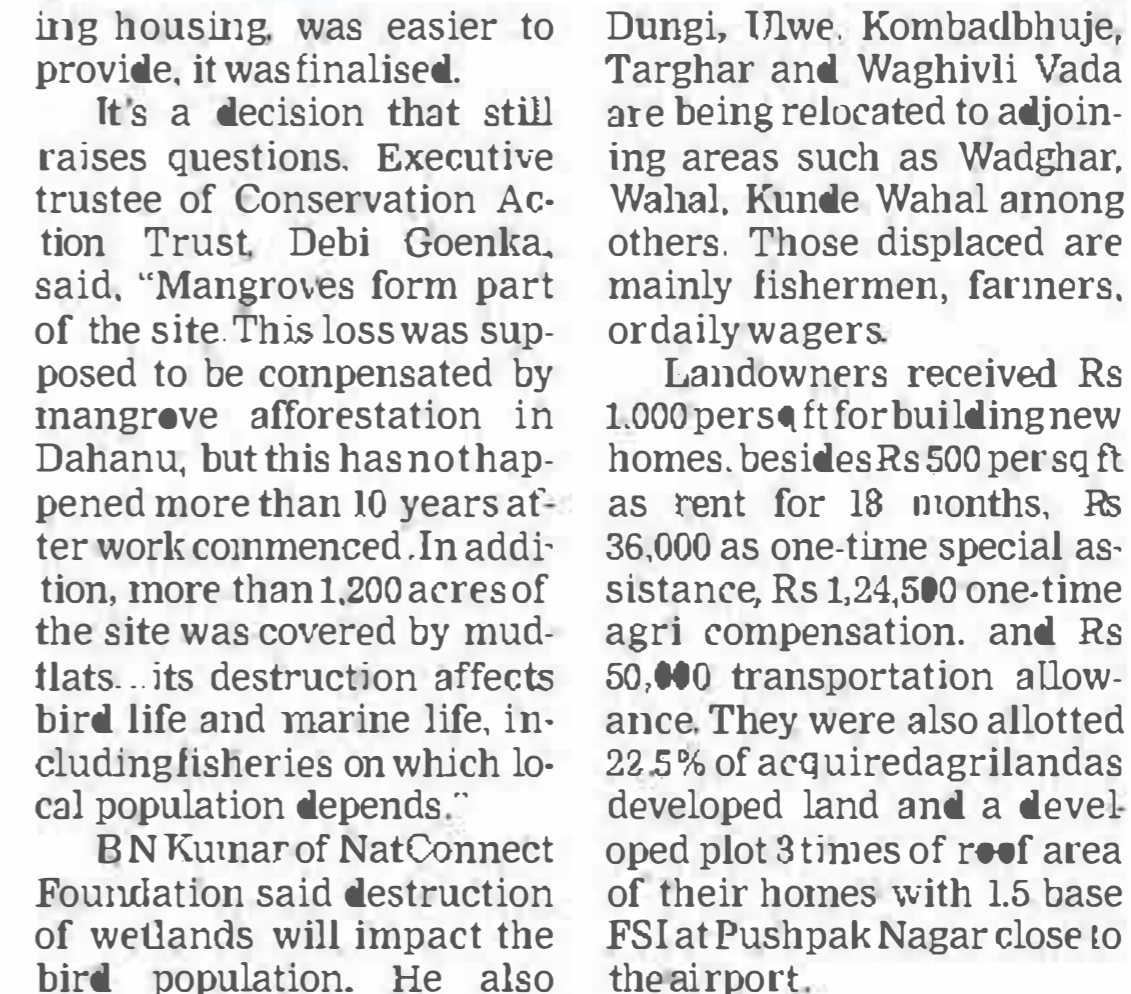 ing housing, was easier to
provide, it was finalised.
It's a decision that still
raises questions. Executive
trustee of Conservation Ac-
tion Trust, Debi Goenka,
said, “Mangroves form part
of the site. This loss was sup-
posed to be compensated by
mangrove afforestation in
Dahanu, but this has not hap-
pened more than 10 years af-
ter work commenced. In addi-
tion, more than 1,200 acres of
the site was covered by mud-
flats... its destruction affects
bird life and marine life, in-
cluding fisheries on which lo-
cal population depends.”
BN Kumar of NatConnect
Foundation said destruction
of wetlands will impact the
bird population. He also
Dungi, Ulwe, Kombadbhuje,
Targhar and Waghivli Vada
are being relocated to adjoin-
ing areas such as Wadghar,
Wahal, Kunde Wahal among
others. Those displaced are
mainly fishermen, farmers,
or daily wagers.
Landowners received Rs
1,000 per sq ft for building new
homes, besides Rs 500 per sq ft
as rent for 18 months, Rs
36,000 as one-time special as-
sistance, Rs 1,24,500 one-time
agri compensation, and Rs
50,000 transportation allow-
ance. They were also allotted
22.5% of acquired agri land as
developed land and a devel-
oped plot 3 times of roof area
of their homes with 1.5 base
FSI at Pushpak Nagar close to
the airport.